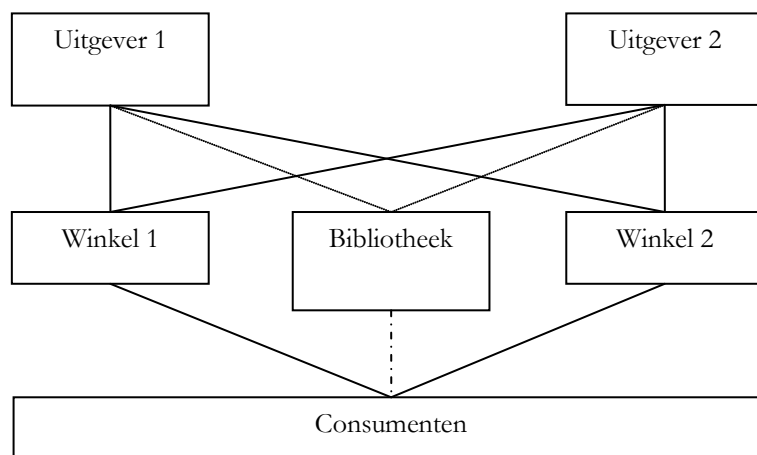 Uitgever 1
Uitgever 2
Winkel 1
Bibliotheek
Winkel 2
Consumenten